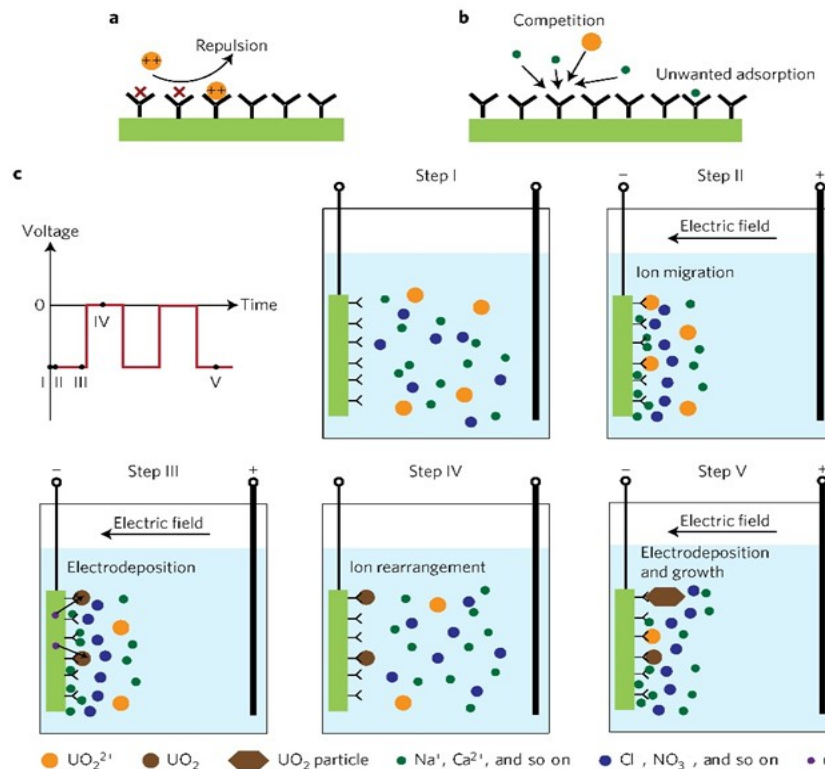 a
Repulsion
++
++
b
Competition
Unwanted adsorption
c
Voltage
0
Time
I II III
IV
V
Step I
Step II
− +
Electric field
Ion migration
Step III
− +
Electric field
Electrodeposition
Step IV
Ion rearrangement
Step V
− +
Electric field
Electrodeposition
and growth
UO₂²⁺ UO₂ UO₂ particle Na⁺, Ca²⁺, and so on Cl , NO₃ , and so on